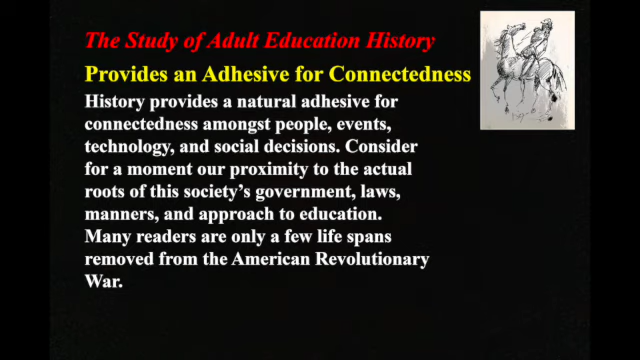 The Study of Adult Education History
Provides an Adhesive for Connectedness
History provides a natural adhesive for
connectedness amongst people, events,
technology, and social decisions. Consider
for a moment our proximity to the actual
roots of this society's government, laws,
manners, and approach to education.
Many readers are only a few life spans
removed from the American Revolutionary
War.